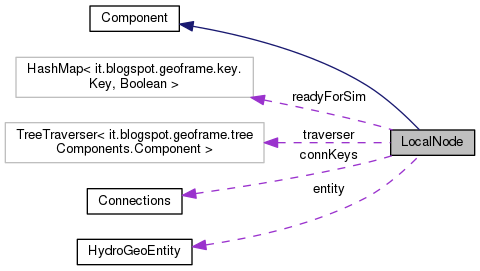 Component
HashMap< it.blogspot.geoframe.key.
Key, Boolean >
readyForSim
TreeTraverser< it.blogspot.geoframe.tree
Components.Component >
traverser
LocalNode
connKeys
Connections
entity
HydroGeoEntity